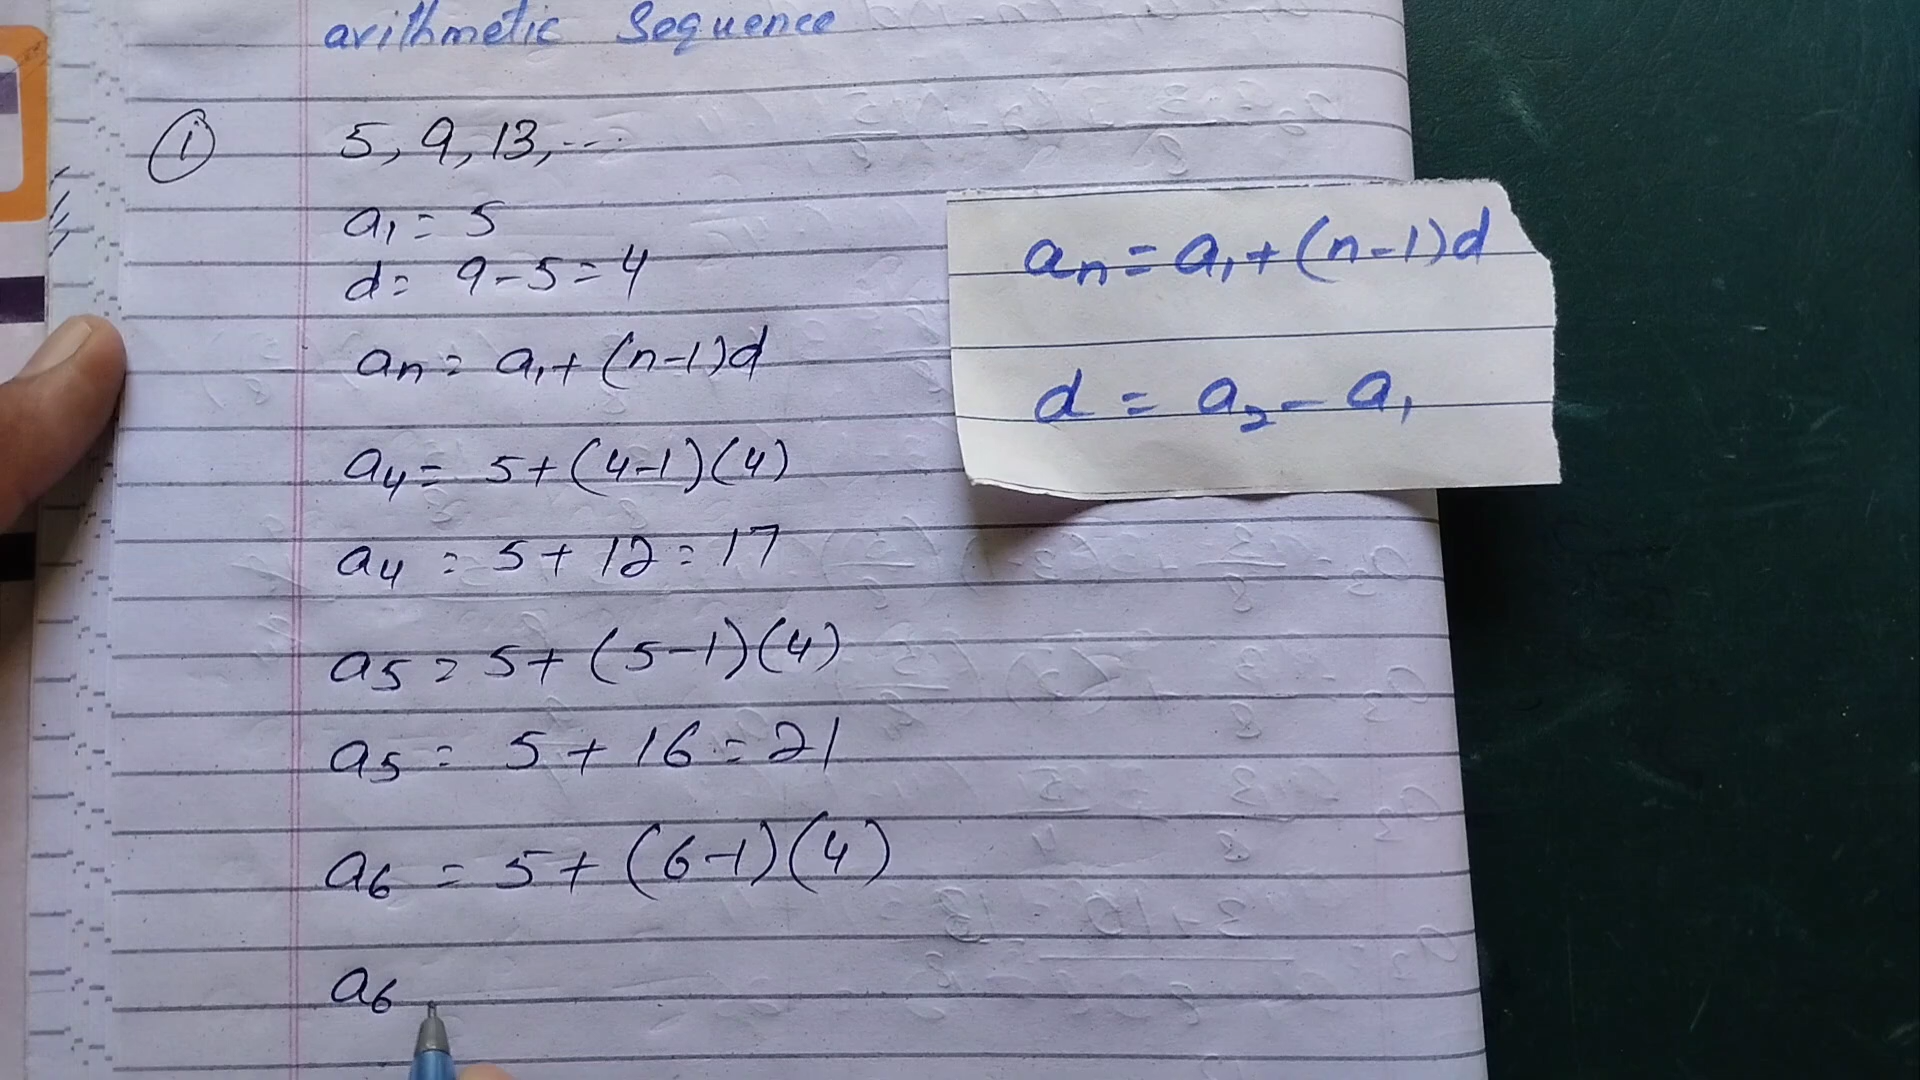 arithmetic Sequence
① 5, 9, 13, ...
a₁ = 5
d = 9 - 5 = 4
aₙ = a₁ + (n-1)d
a₄ = 5 + (4-1)(4)
a₄ = 5 + 12 = 17
a₅ = 5 + (5-1)(4)
a₅ = 5 + 16 = 21
a₆ = 5 + (6-1)(4)
a₆
aₙ = a₁ + (n-1)d
d = a₂ - a₁